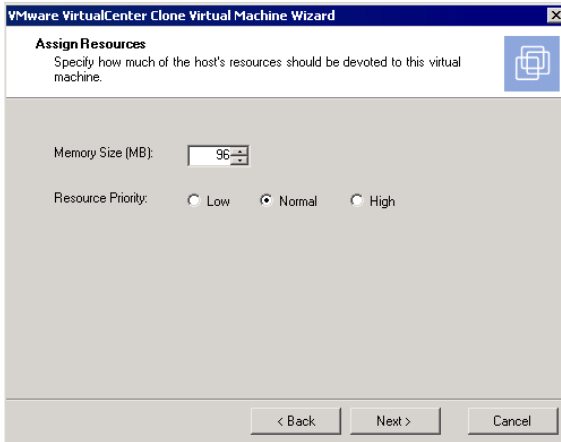 VMware VirtualCenter Clone Virtual Machine Wizard
Assign Resources
Specify how much of the host's resources should be devoted to this virtual
machine.
Memory Size (MB): 96
Resource Priority: Low Normal High
< Back Next > Cancel